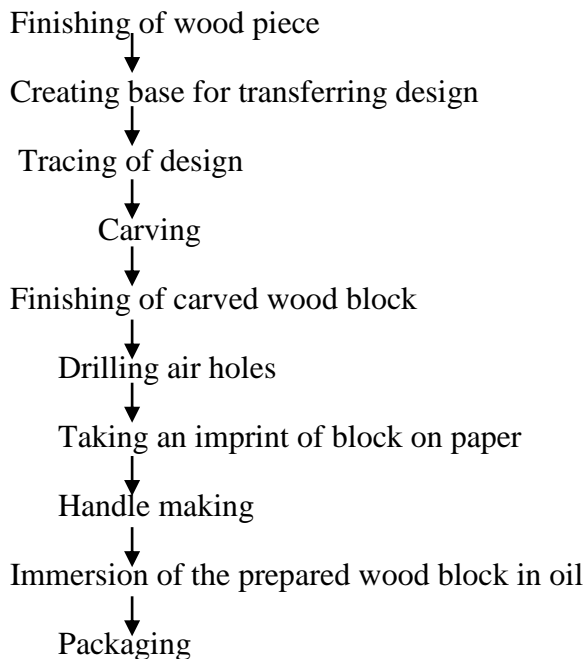 Finishing of wood piece
Creating base for transferring design
Tracing of design
Carving
Finishing of carved wood block
Drilling air holes
Taking an imprint of block on paper
Handle making
Immersion of the prepared wood block in oil
Packaging